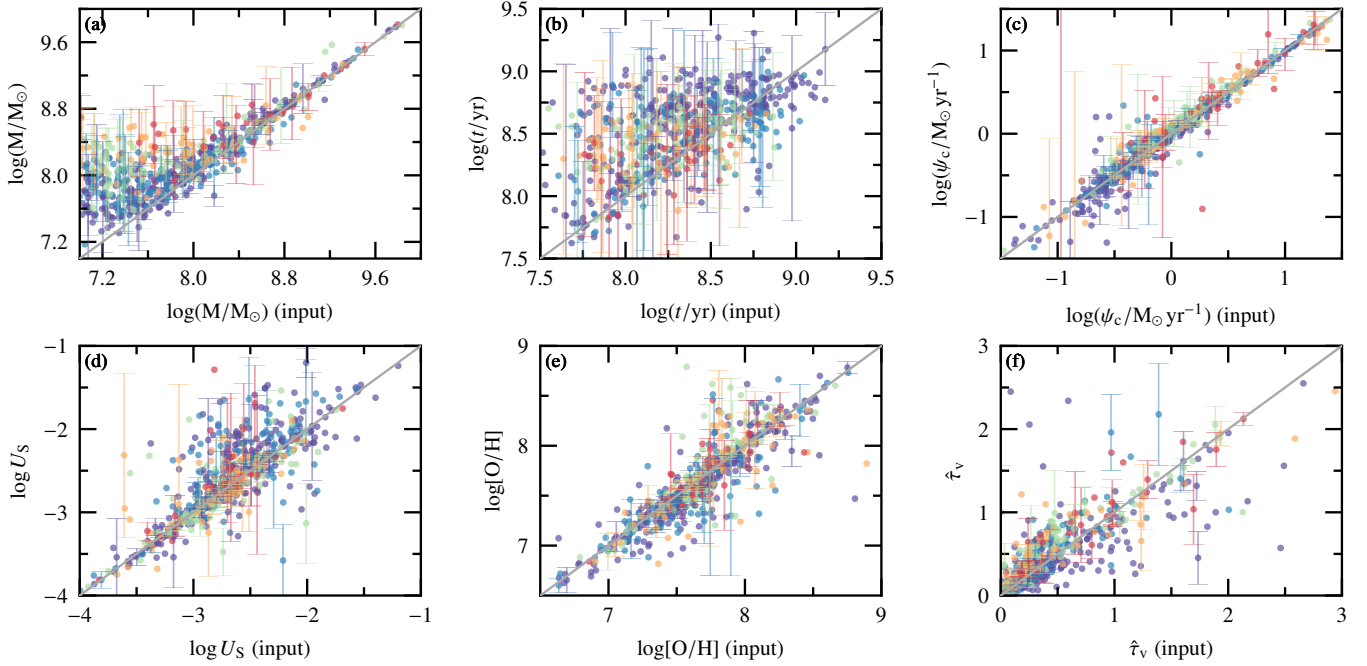 (a)
9.6
8.8
8.0
7.2
log(M/M⊙)
7.2 8.0 8.8 9.6
log(M/M⊙) (input)
(b)
9.5
9.0
8.5
8.0
7.5
log(t/yr)
7.5 8.0 8.5 9.0 9.5
log(t/yr) (input)
(c)
1
0
−1
log(ψc/M⊙ yr⁻¹)
−1 0 1
log(ψc/M⊙ yr⁻¹) (input)
(d)
−1
−2
−3
−4
log US
−4 −3 −2 −1
log US (input)
(e)
9
8
7
log[O/H]
7 8 9
log[O/H] (input)
(f)
3
2
1
0
τ̂v
0 1 2 3
τ̂v (input)